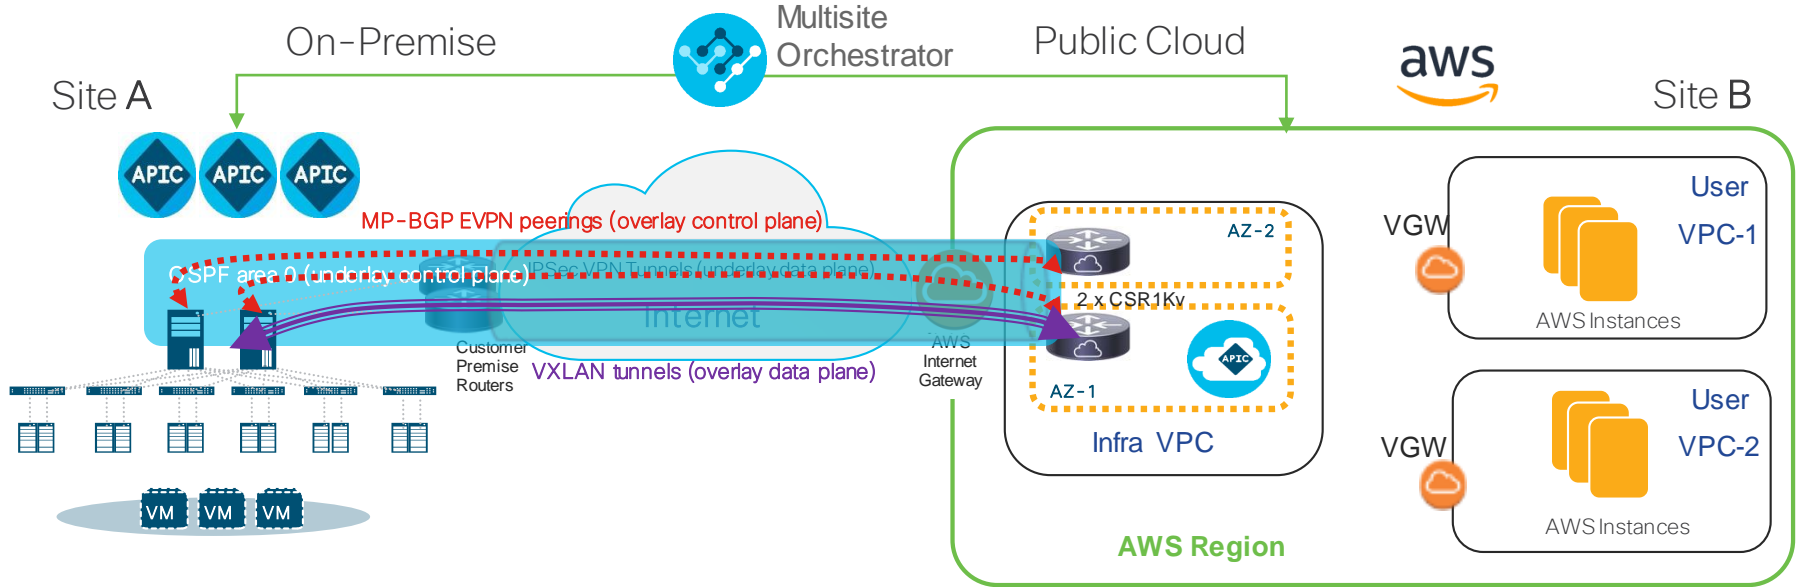 Multisite
Orchestrator
On-Premise
Public Cloud
aws
Site A
Site B
APIC
APIC
APIC
MP-BGP EVPN peerings (overlay control plane)
OSPF area 0 (underlay control plane)
IPSec VPN Tunnels (underlay data plane)
Internet
Customer
Premise
Routers
VXLAN tunnels (overlay data plane)
AWS
Internet
Gateway
AZ-2
2 x CSR1Kv
APIC
AZ-1
Infra VPC
VGW
User
VPC-1
AWS Instances
VGW
User
VPC-2
AWS Instances
VM
VM
VM
AWS Region